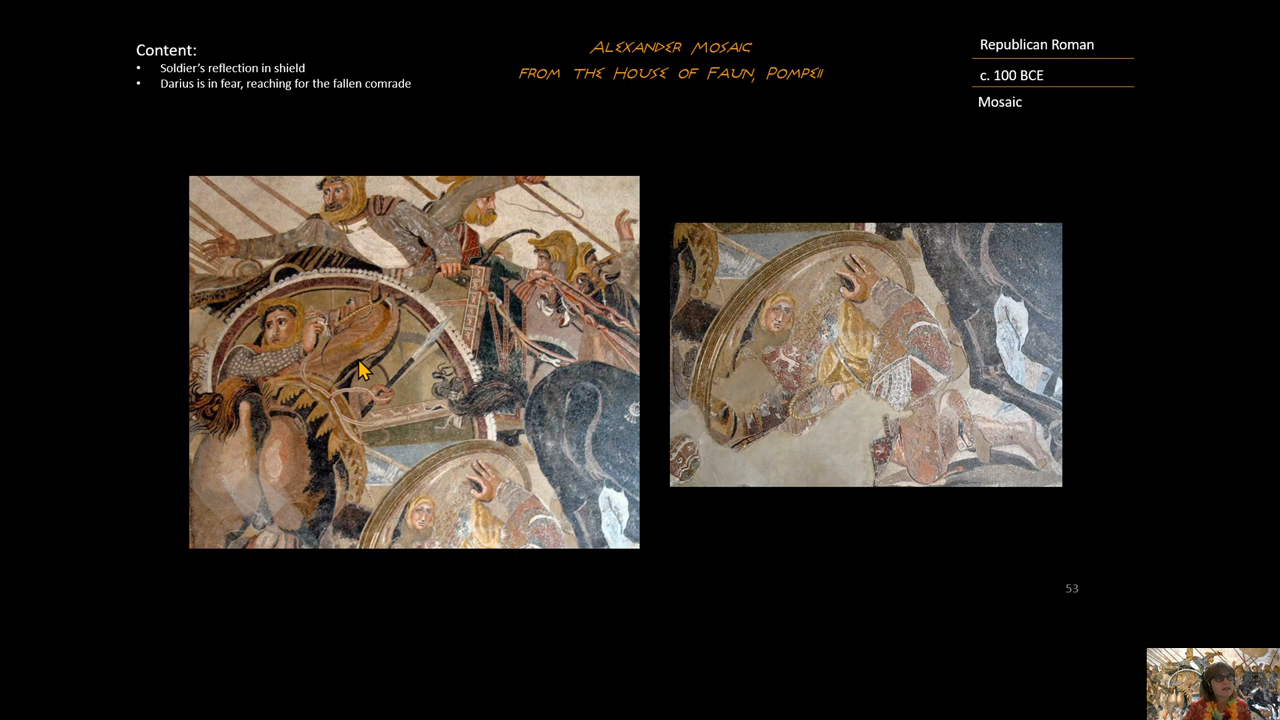 Content:
• Soldier's reflection in shield
• Darius is in fear, reaching for the fallen comrade
Alexander Mosaic
from the House of Faun, Pompeii
Republican Roman
c. 100 BCE
Mosaic
53